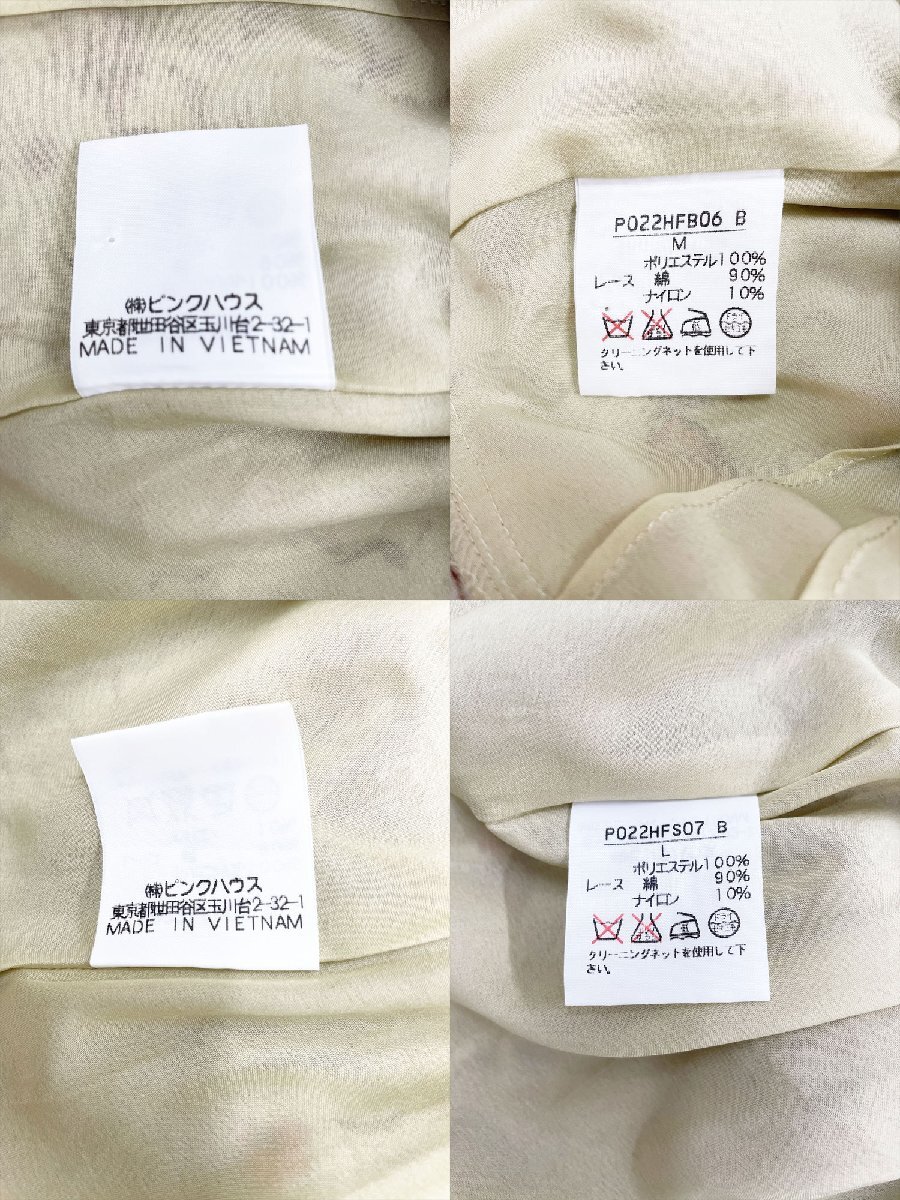 ㈱ピンクハウス
東京都世田谷区玉川台2-32-1
MADE IN VIETNAM
P022HFB06 B
M
ポリエステル100%
レース 綿 90%
ナイロン 10%
ドライ
クリーニングネットを使用して下
さい。
㈱ピンクハウス
東京都世田谷区玉川台2-32-1
MADE IN VIETNAM
P022HFS07 B
L
ポリエステル100%
レース 綿 90%
ナイロン 10%
ドライ
クリーニングネットを使用して下
さい。